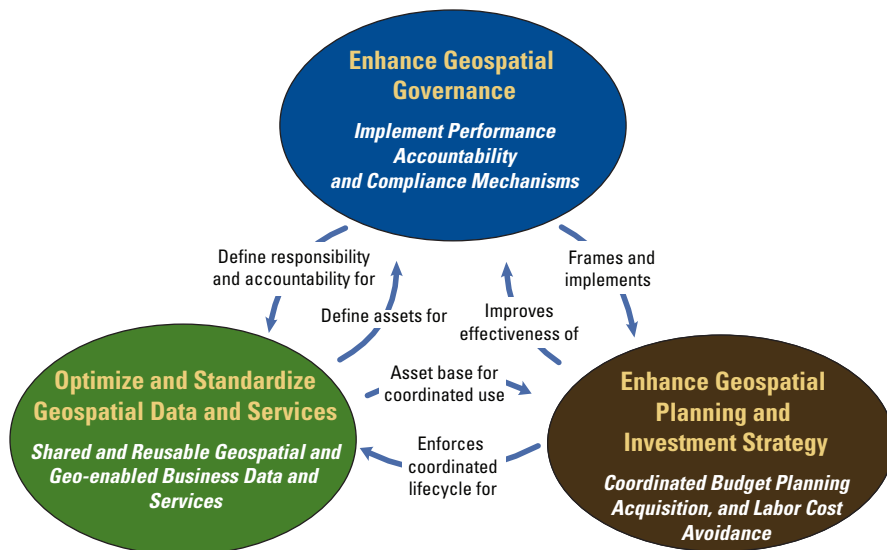 Enhance Geospatial
Governance
Implement Performance
Accountability
and Compliance Mechanisms
Define responsibility
and accountability for
Frames and
implements
Define assets for
Improves
effectiveness of
Optimize and Standardize
Geospatial Data and Services
Shared and Reusable Geospatial and
Geo-enabled Business Data and
Services
Asset base for
coordinated use
Enforces
coordinated
lifecycle for
Enhance Geospatial
Planning and
Investment Strategy
Coordinated Budget Planning
Acquisition, and Labor Cost
Avoidance